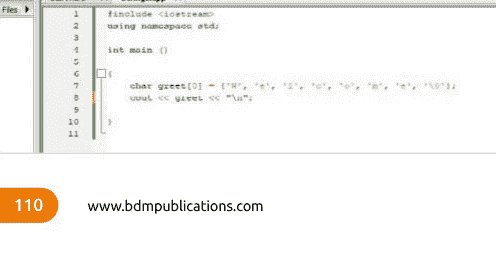 Files
1 #include <iostream>
2 using namespace std;
3
4 int main ()
5
6 {
7 char greet[8] = {'W', 'e', 'l', 'c', 'o', 'm', 'e', '\0'};
8 cout << greet << "\n";
9
10 }
11
110 www.bdmpublications.com